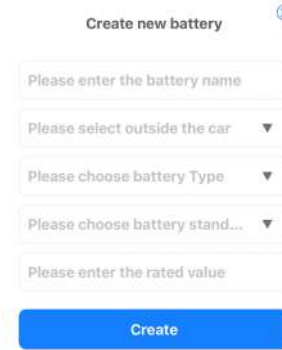 Create new battery
Please enter the battery name
Please select outside the car
Please choose battery Type
Please choose battery stand...
Please enter the rated value
Create